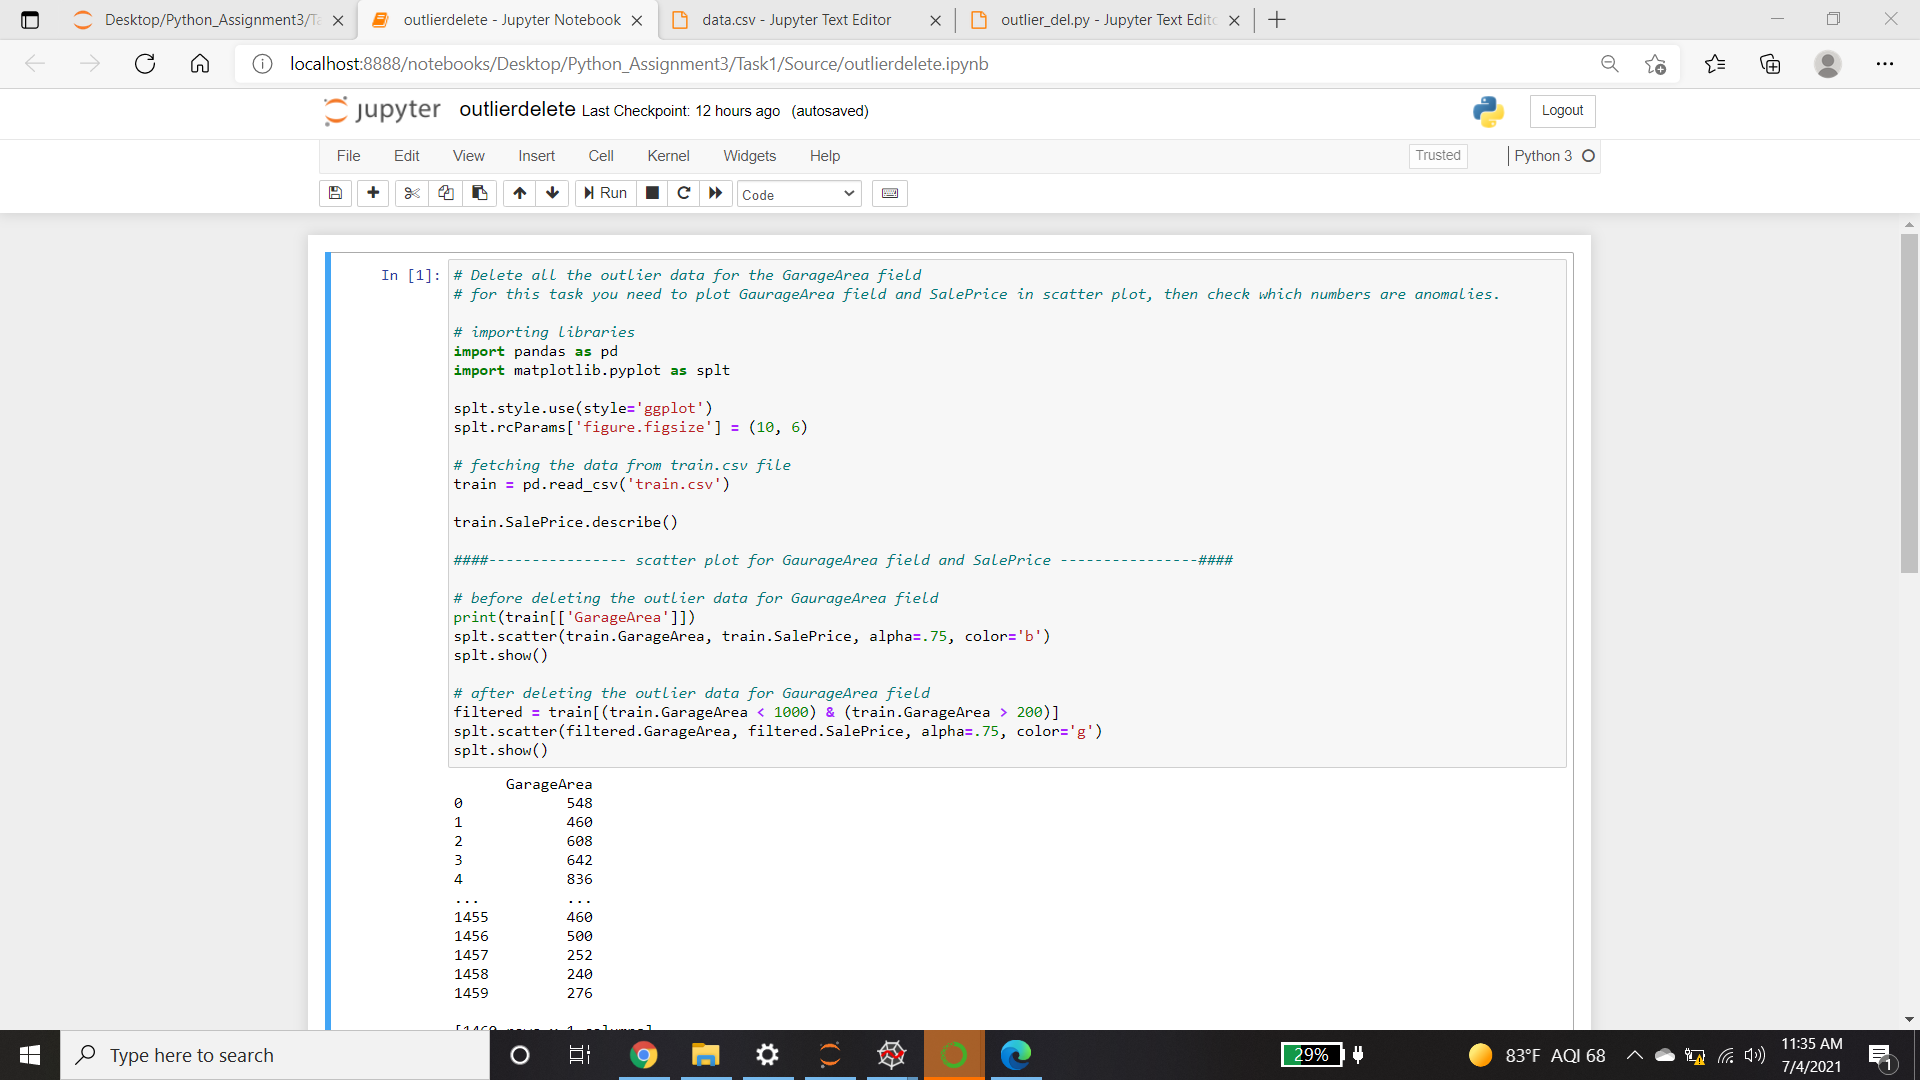 Desktop/Python_Assignment3/Ta
outlierdelete - Jupyter Notebook
data.csv - Jupyter Text Editor
outlier_del.py - Jupyter Text Edito
localhost:8888/notebooks/Desktop/Python_Assignment3/Task1/Source/outlierdelete.ipynb
jupyter outlierdelete Last Checkpoint: 12 hours ago (autosaved)
Logout
File Edit View Insert Cell Kernel Widgets Help
Trusted
Python 3
Run
Code
In [1]:
# Delete all the outlier data for the GarageArea field
# for this task you need to plot GaurageArea field and SalePrice in scatter plot, then check which numbers are anomalies.
# importing libraries
import pandas as pd
import matplotlib.pyplot as splt
splt.style.use(style='ggplot')
splt.rcParams['figure.figsize'] = (10, 6)
# fetching the data from train.csv file
train = pd.read_csv('train.csv')
train.SalePrice.describe()
####---------------- scatter plot for GaurageArea field and SalePrice ----------------####
# before deleting the outlier data for GaurageArea field
print(train[['GarageArea']])
splt.scatter(train.GarageArea, train.SalePrice, alpha=.75, color='b')
splt.show()
# after deleting the outlier data for GaurageArea field
filtered = train[(train.GarageArea < 1000) & (train.GarageArea > 200)]
splt.scatter(filtered.GarageArea, filtered.SalePrice, alpha=.75, color='g')
splt.show()
GarageArea
0 548
1 460
2 608
3 642
4 836
... ...
1455 460
1456 500
1457 252
1458 240
1459 276
[1460 rows x 1 columns]
Type here to search
29%
83°F AQI 68
11:35 AM
7/4/2021
1